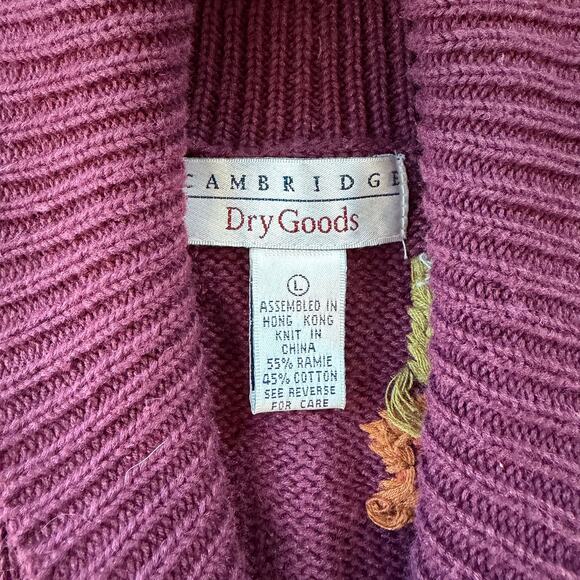 CAMBRIDGE
Dry Goods
L
ASSEMBLED IN
HONG KONG
KNIT IN
CHINA
55% RAMIE
45% COTTON
SEE REVERSE
FOR CARE